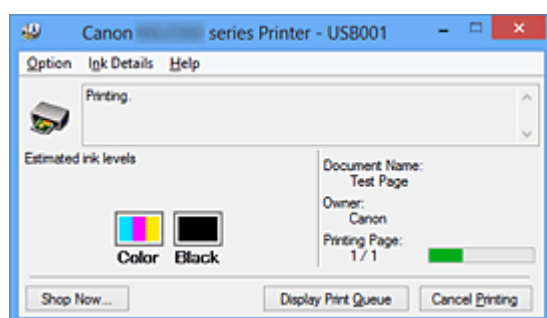 Canon series Printer - USB001
Option Ink Details Help
Printing.
Estimated ink levels
Document Name:
Test Page
Owner:
Canon
Printing Page:
1 / 1
Color Black
Shop Now... Display Print Queue Cancel Printing